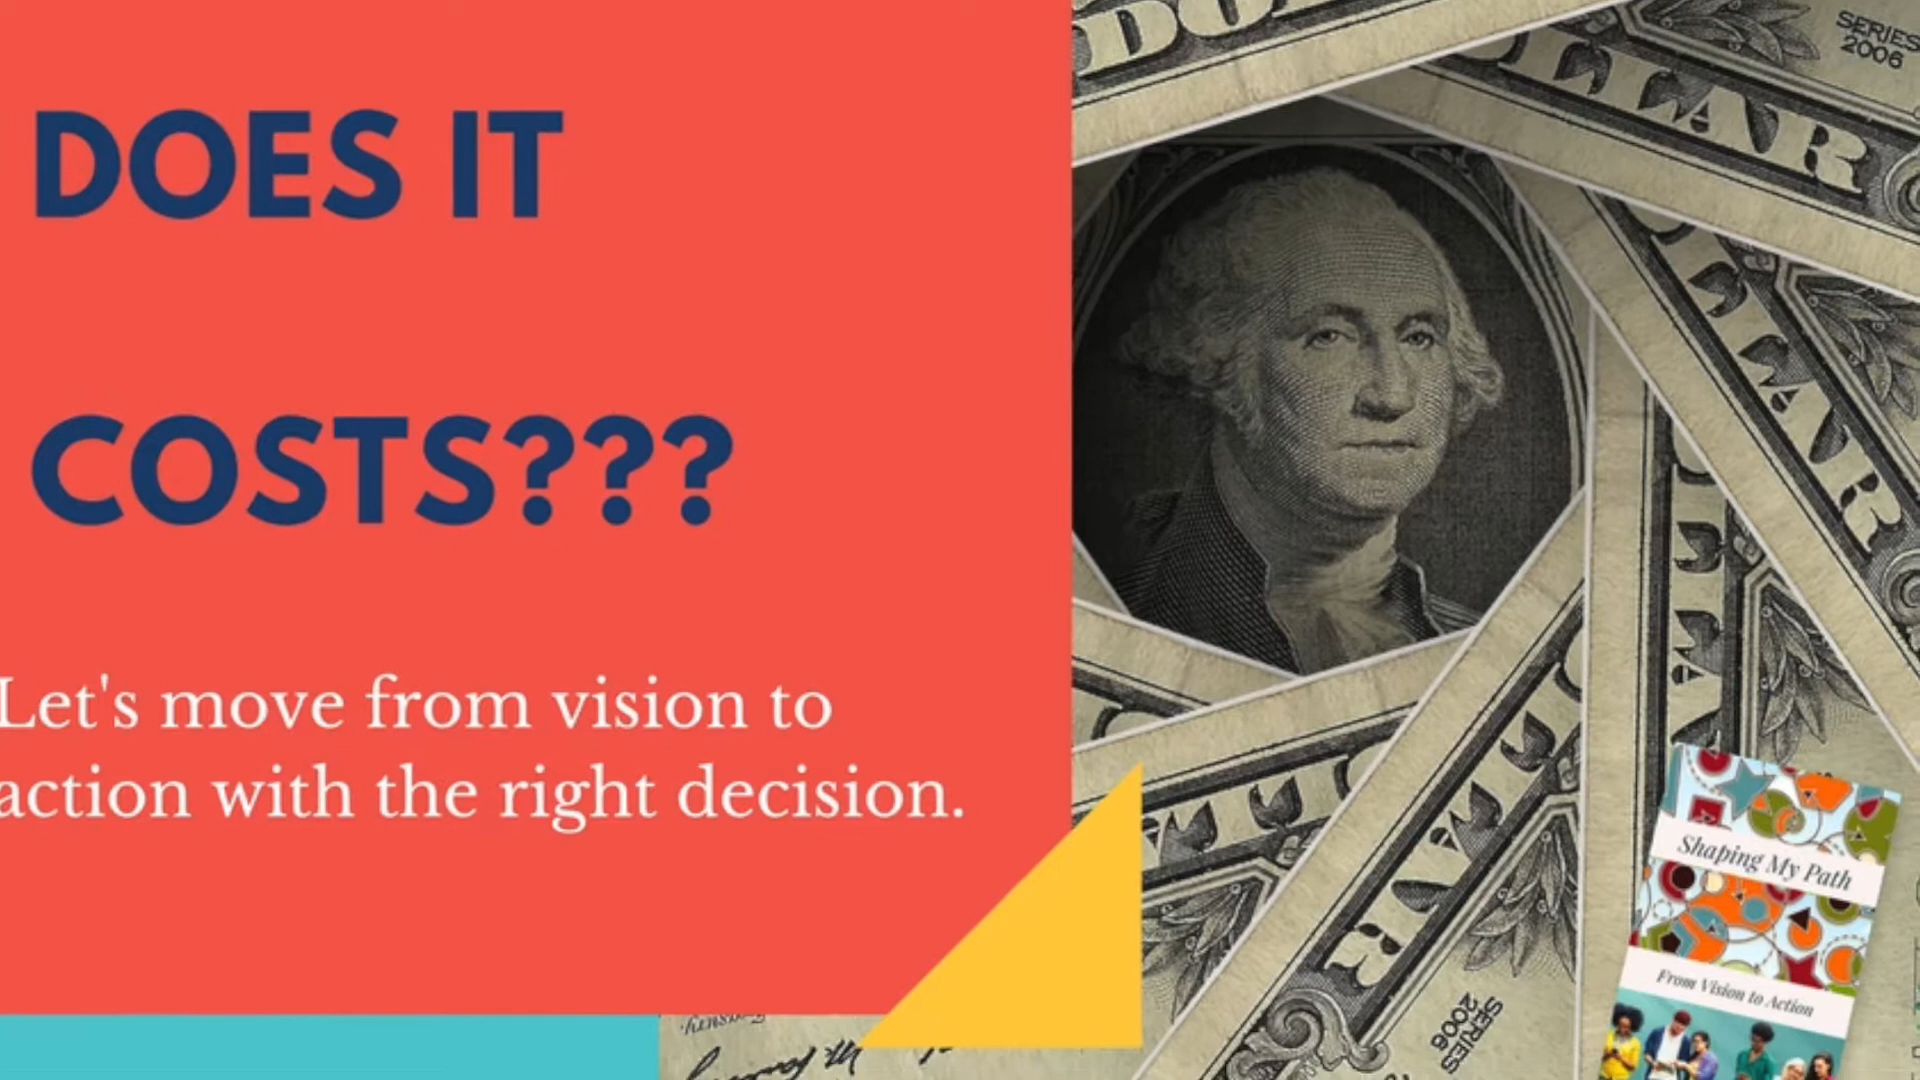 DOES IT
COSTS???
Let's move from vision to
action with the right decision.
SERIES
2006
LLAR
SERIES
2006
Shaping My Path
From Vision to Action